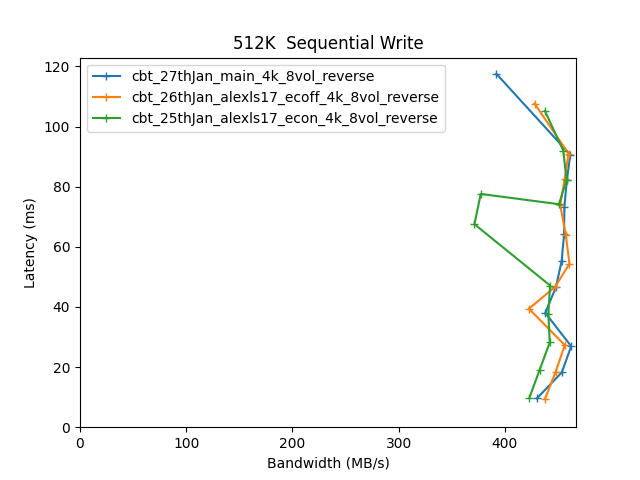 512K  Sequential Write
cbt_27thJan_main_4k_8vol_reverse
cbt_26thJan_alexls17_ecoff_4k_8vol_reverse
cbt_25thJan_alexls17_econ_4k_8vol_reverse
Latency (ms)
120
100
80
60
40
20
0
0 100 200 300 400
Bandwidth (MB/s)